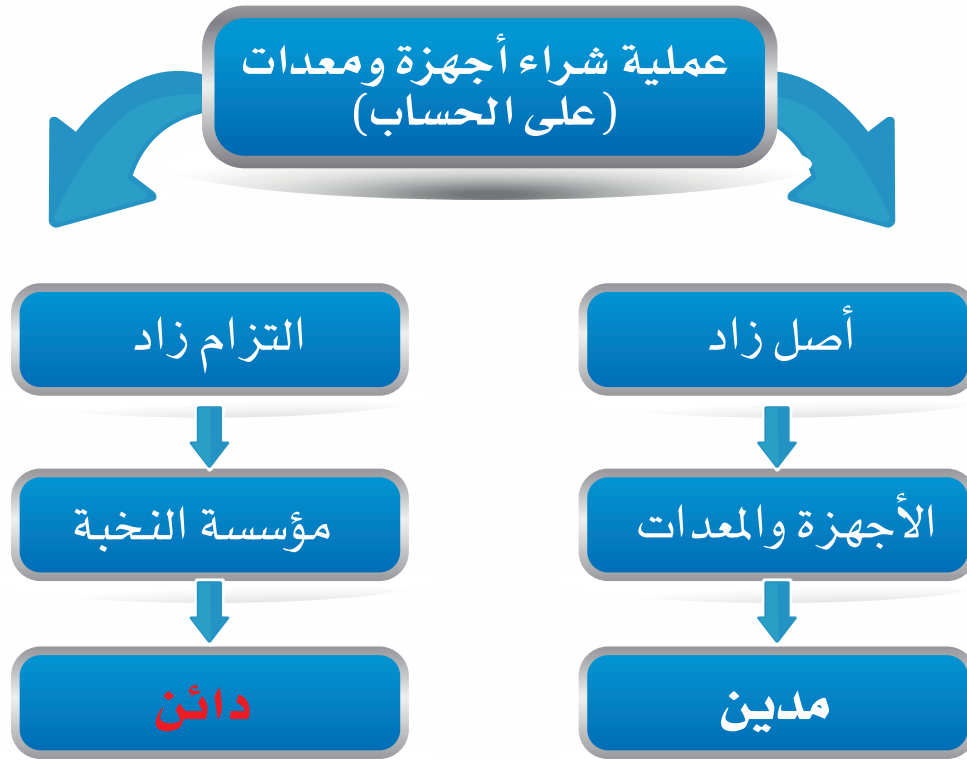 عملية شراء أجهزة ومعدات
(على الحساب)
أصل زاد
التزام زاد
الأجهزة والمعدات
مؤسسة النخبة
مدين
دائن